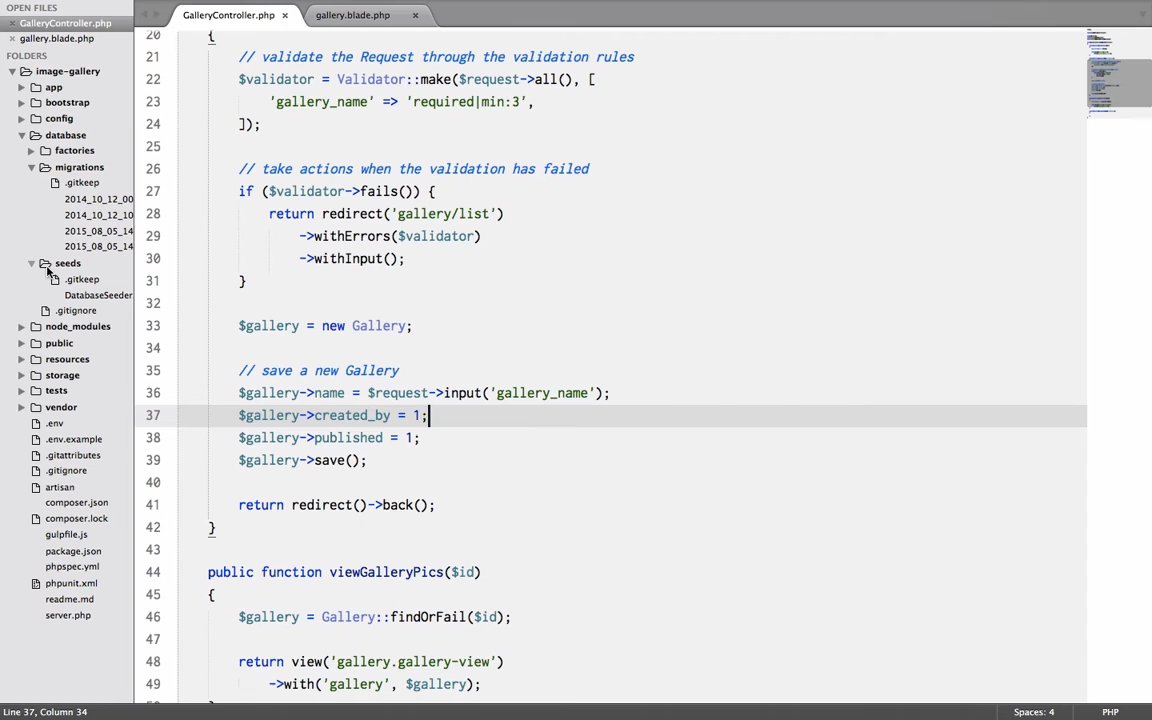 OPEN FILES
GalleryController.php
gallery.blade.php
FOLDERS
image-gallery
app
bootstrap
config
database
factories
migrations
.gitkeep
2014_10_12_00
2014_10_12_10
2015_08_05_14
2015_08_05_14
seeds
.gitkeep
DatabaseSeeder
.gitignore
node_modules
public
resources
storage
tests
vendor
.env
.env.example
.gitattributes
.gitignore
artisan
composer.json
composer.lock
gulpfile.js
package.json
phpspec.yml
phpunit.xml
readme.md
server.php
GalleryController.php
gallery.blade.php
20 {
21 // validate the Request through the validation rules
22 $validator = Validator::make($request->all(), [
23 'gallery_name' => 'required|min:3',
24 ]);
25
26 // take actions when the validation has failed
27 if ($validator->fails()) {
28 return redirect('gallery/list')
29 ->withErrors($validator)
30 ->withInput();
31 }
32
33 $gallery = new Gallery;
34
35 // save a new Gallery
36 $gallery->name = $request->input('gallery_name');
37 $gallery->created_by = 1;
38 $gallery->published = 1;
39 $gallery->save();
40
41 return redirect()->back();
42 }
43
44 public function viewGalleryPics($id)
45 {
46 $gallery = Gallery::findOrFail($id);
47
48 return view('gallery.gallery-view')
49 ->with('gallery', $gallery);
Line 37, Column 34
Spaces: 4
PHP